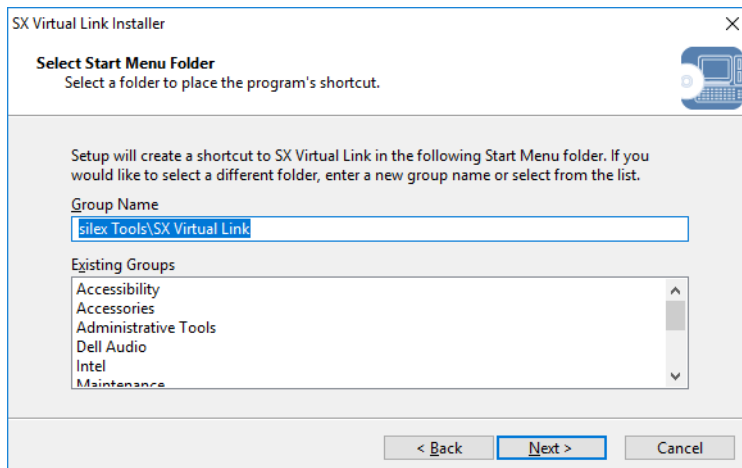 SX Virtual Link Installer
Select Start Menu Folder
Select a folder to place the program's shortcut.
Setup will create a shortcut to SX Virtual Link in the following Start Menu folder. If you
would like to select a different folder, enter a new group name or select from the list.
Group Name
silex Tools\SX Virtual Link
Existing Groups
Accessibility
Accessories
Administrative Tools
Dell Audio
Intel
Maintenance
< Back
Next >
Cancel